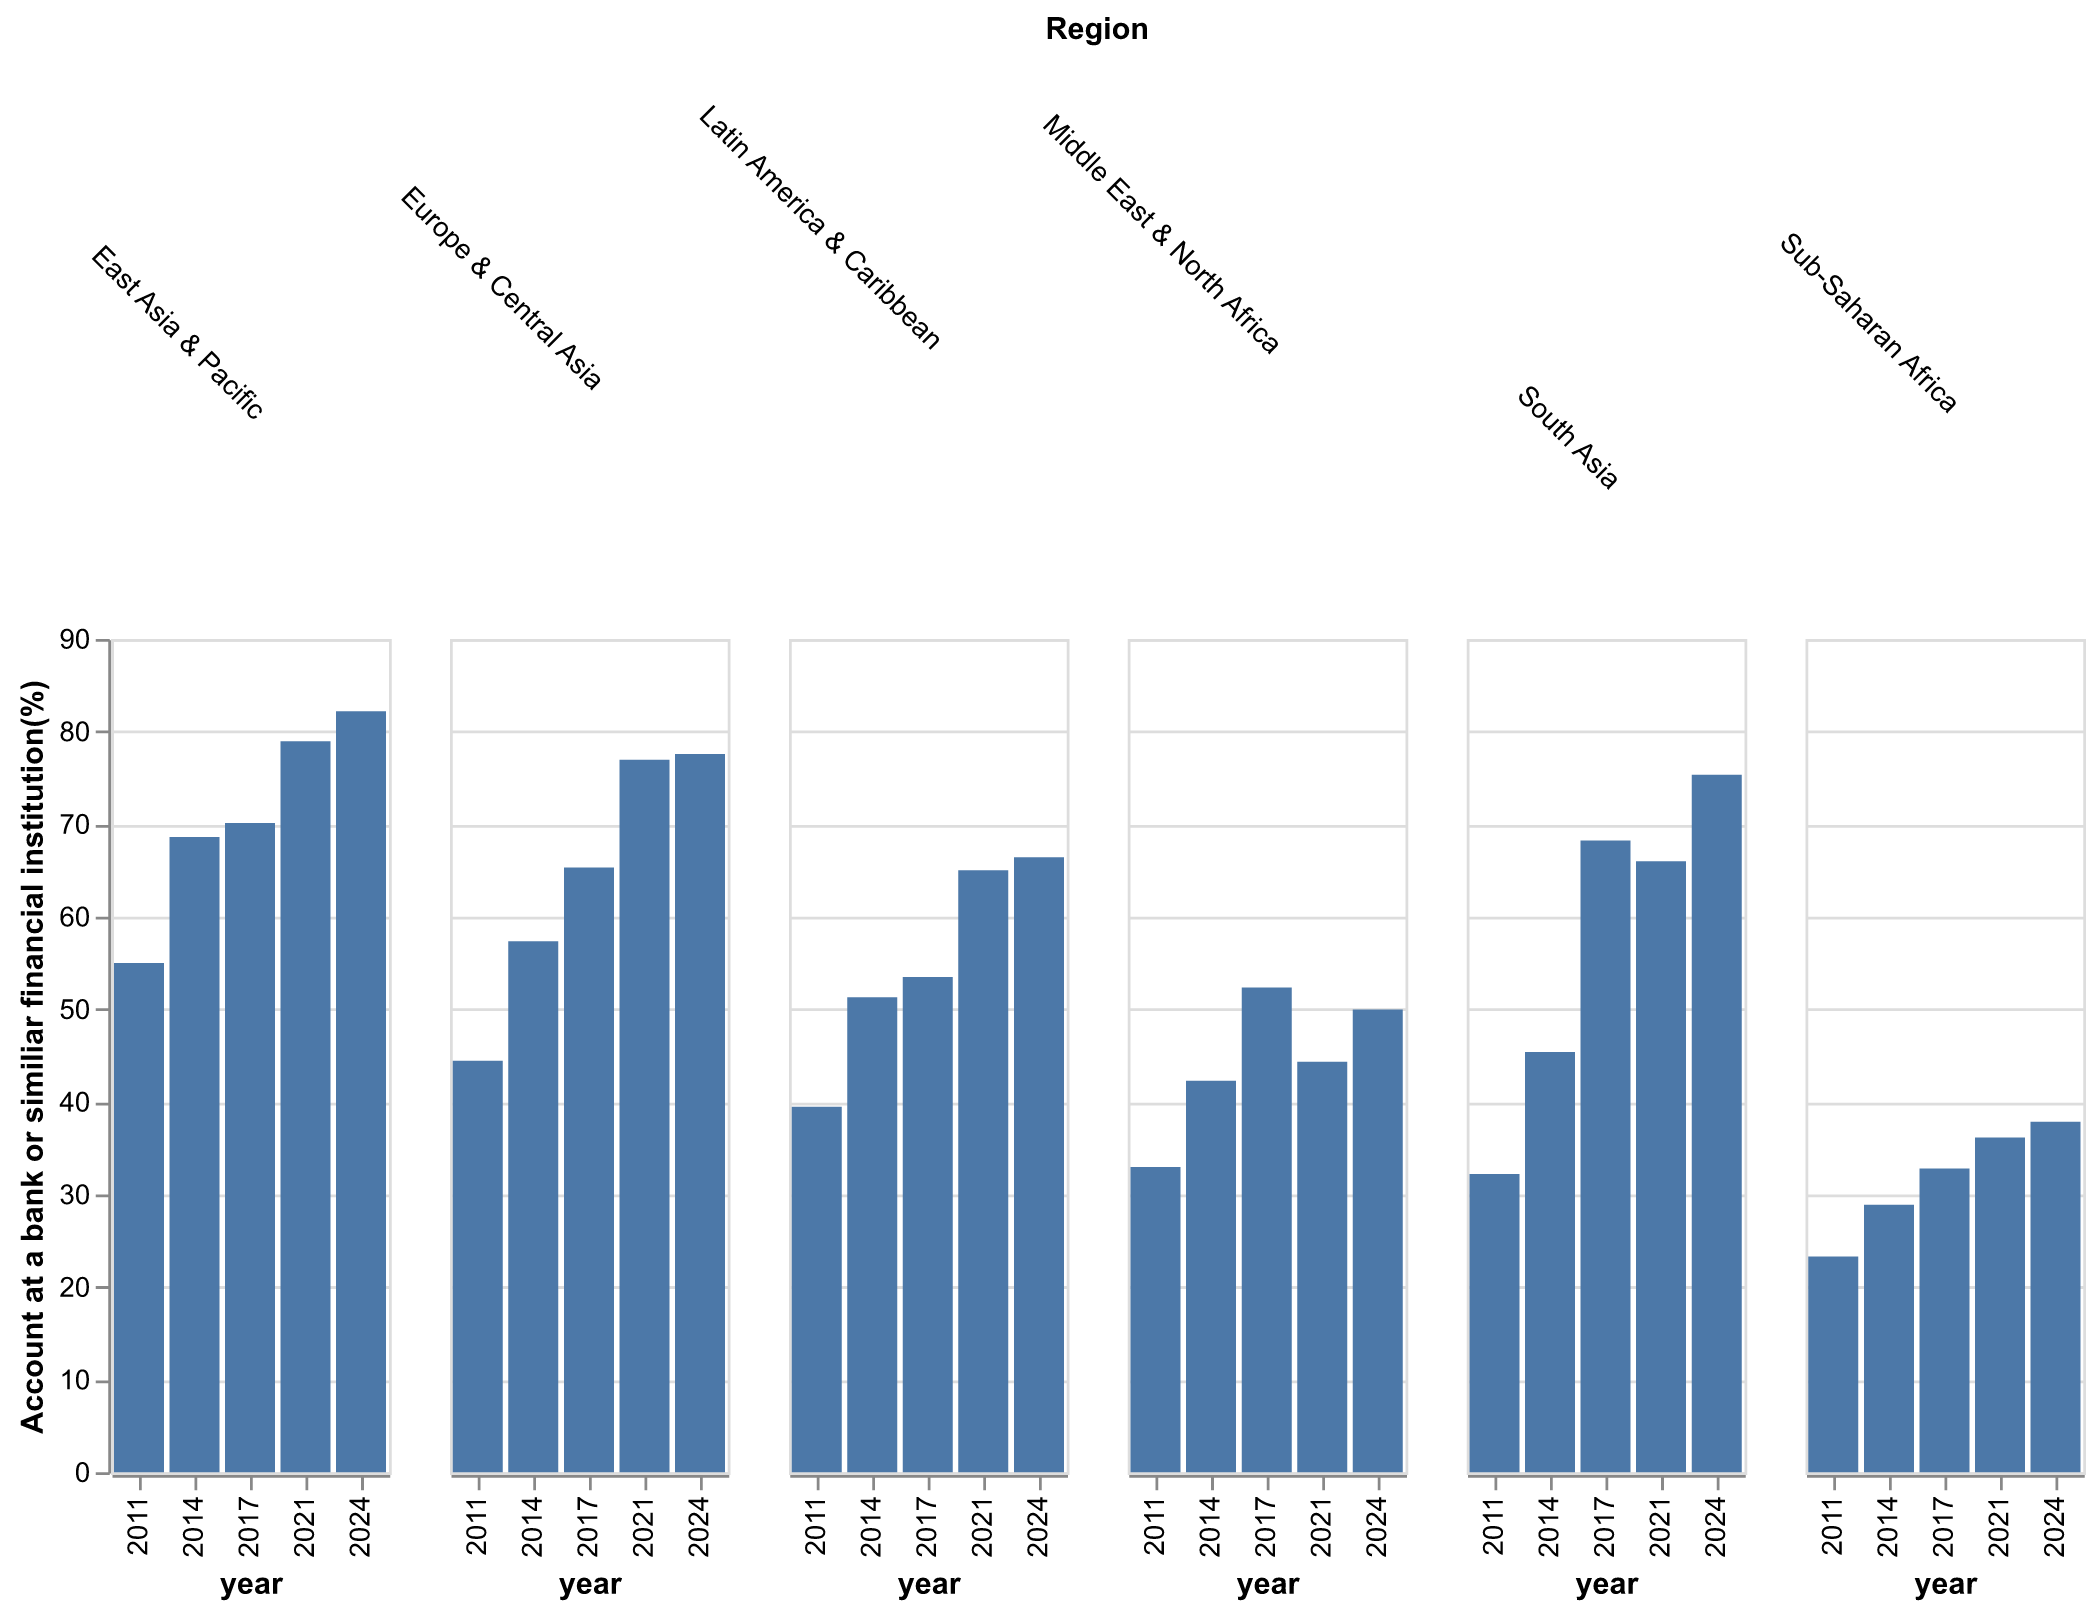 Region
East Asia & Pacific
Europe & Central Asia
Latin America & Caribbean
Middle East & North Africa
South Asia
Sub-Saharan Africa
Account at a bank or similiar financial institution(%)
90
80
70
60
50
40
30
20
10
0
2011 2014 2017 2021 2024
2011 2014 2017 2021 2024
2011 2014 2017 2021 2024
2011 2014 2017 2021 2024
2011 2014 2017 2021 2024
2011 2014 2017 2021 2024
year
year
year
year
year
year